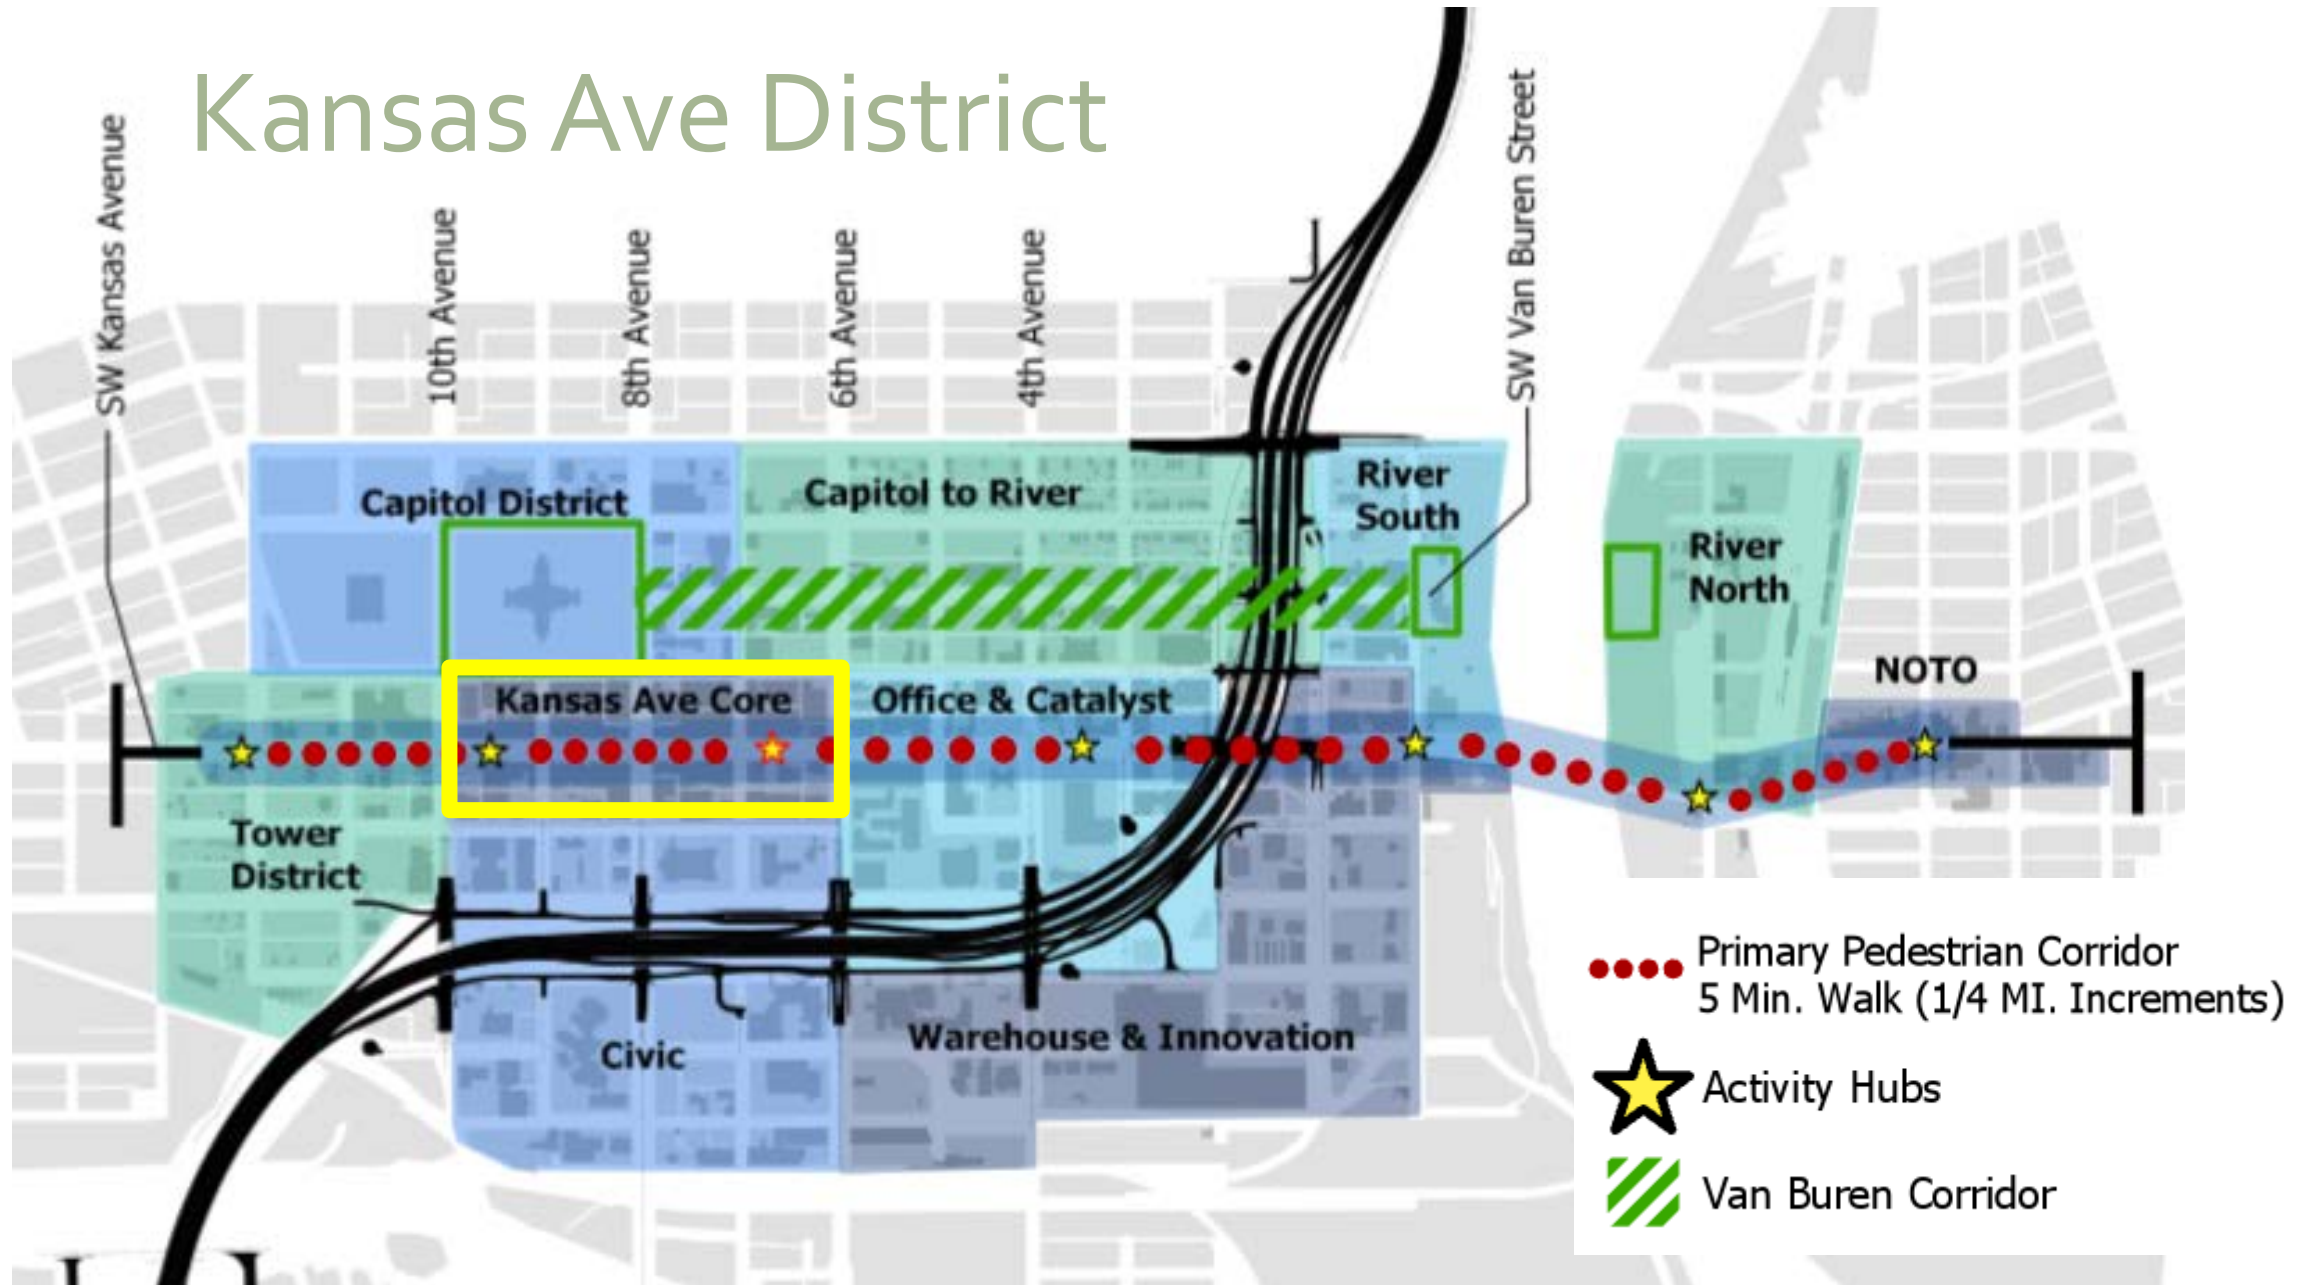 Kansas Ave District
SW Kansas Avenue
10th Avenue
8th Avenue
6th Avenue
4th Avenue
SW Van Buren Street
Capitol District
Capitol to River
River
South
River
North
NOTO
Kansas Ave Core
Office & Catalyst
Tower
District
Civic
Warehouse & Innovation
Primary Pedestrian Corridor
5 Min. Walk (1/4 MI. Increments)
Activity Hubs
Van Buren Corridor